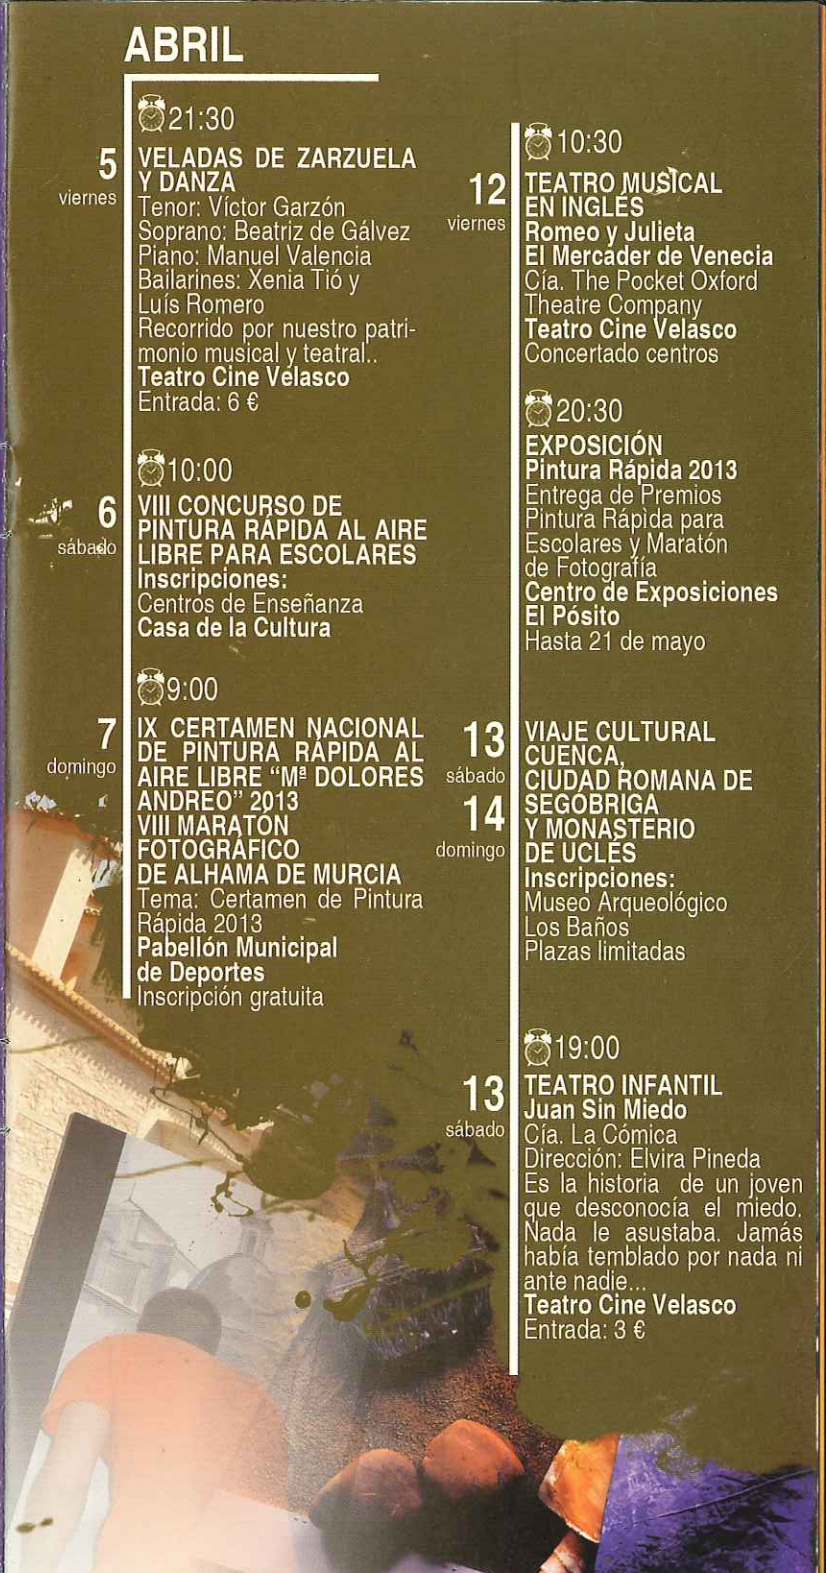 ABRIL
21:30
5
viernes
VELADAS DE ZARZUELA
Y DANZA
Tenor: Víctor Garzón
Soprano: Beatriz de Gálvez
Piano: Manuel Valencia
Bailarines: Xenia Tió y
Luís Romero
Recorrido por nuestro patri-
monio musical y teatral..
Teatro Cine Velasco
Entrada: 6 €
10:00
6
sábado
VIII CONCURSO DE
PINTURA RÁPIDA AL AIRE
LIBRE PARA ESCOLARES
Inscripciones:
Centros de Enseñanza
Casa de la Cultura
9:00
7
domingo
IX CERTAMEN NACIONAL
DE PINTURA RÁPIDA AL
AIRE LIBRE “Mª DOLORES
ANDREO” 2013
VIII MARATÓN
FOTOGRÁFICO
DE ALHAMA DE MURCIA
Tema: Certamen de Pintura
Rápida 2013
Pabellón Municipal
de Deportes
Inscripción gratuita
10:30
12
viernes
TEATRO MUSICAL
EN INGLÉS
Romeo y Julieta
El Mercader de Venecia
Cía. The Pocket Oxford
Theatre Company
Teatro Cine Velasco
Concertado centros
20:30
EXPOSICIÓN
Pintura Rápida 2013
Entrega de Premios
Pintura Rápida para
Escolares y Maratón
de Fotografía
Centro de Exposiciones
El Pósito
Hasta 21 de mayo
13
sábado
14
domingo
VIAJE CULTURAL
CUENCA,
CIUDAD ROMANA DE
SEGÓBRIGA
Y MONASTERIO
DE UCLÉS
Inscripciones:
Museo Arqueológico
Los Baños
Plazas limitadas
19:00
13
sábado
TEATRO INFANTIL
Juan Sin Miedo
Cía. La Cómica
Dirección: Elvira Pineda
Es la historia de un joven
que desconocía el miedo.
Nada le asustaba. Jamás
había temblado por nada ni
ante nadie...
Teatro Cine Velasco
Entrada: 3 €